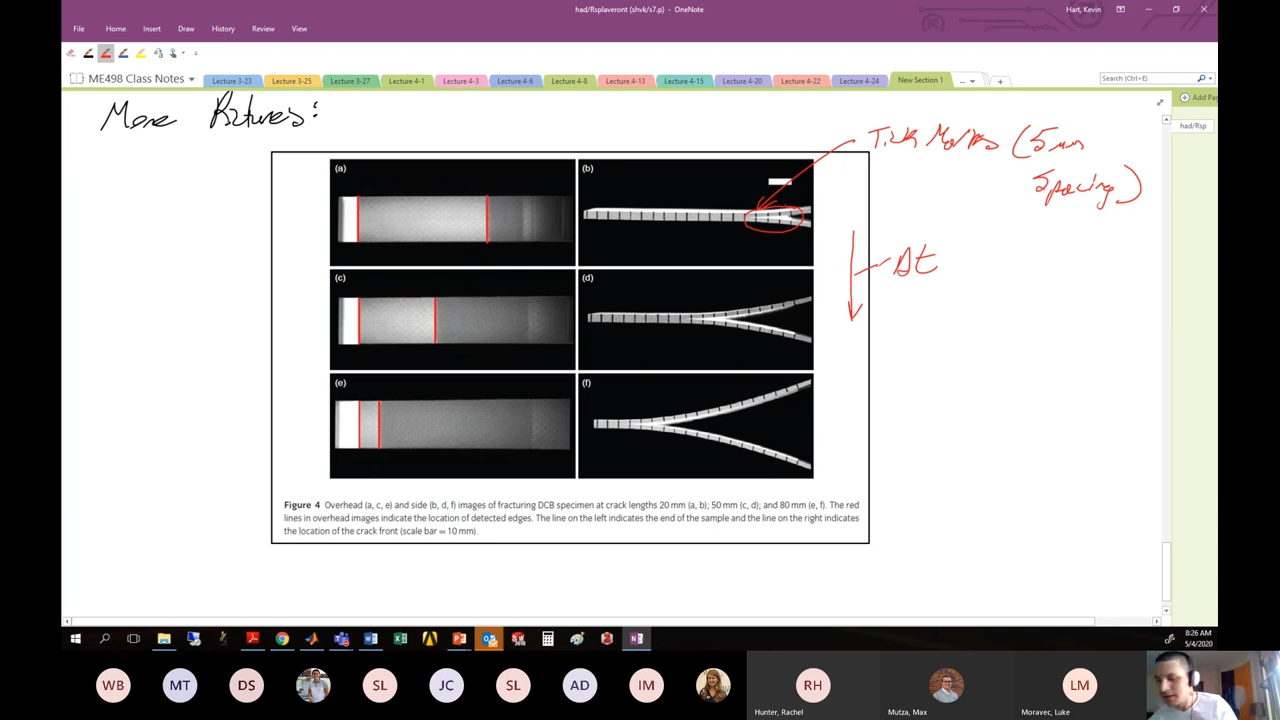 had/Rsplaveront (shvk/s7.p) - OneNote
Hart, Kevin
File Home Insert Draw History Review View
ME498 Class Notes
Lecture 3-23 Lecture 3-25 Lecture 3-27 Lecture 4-1 Lecture 4-3 Lecture 4-6 Lecture 4-8 Lecture 4-13 Lecture 4-15 Lecture 4-20 Lecture 4-22 Lecture 4-24 New Section 1 ...
Search (Ctrl+E)
Add Pag
had/Rsp
More Pictures:
Tick Marks (5mm
Spacing)
Δt
(a) (b)
(c) (d)
(e) (f)
Figure 4 Overhead (a, c, e) and side (b, d, f) images of fracturing DCB specimen at crack lengths 20 mm (a, b); 50 mm (c, d); and 80 mm (e, f). The red
lines in overhead images indicate the location of detected edges. The line on the left indicates the end of the sample and the line on the right indicates
the location of the crack front (scale bar = 10 mm).
8:26 AM
5/4/2020
WB MT DS SL JC SL AD IM RH LM
Hunter, Rachel Mutza, Max Moravec, Luke